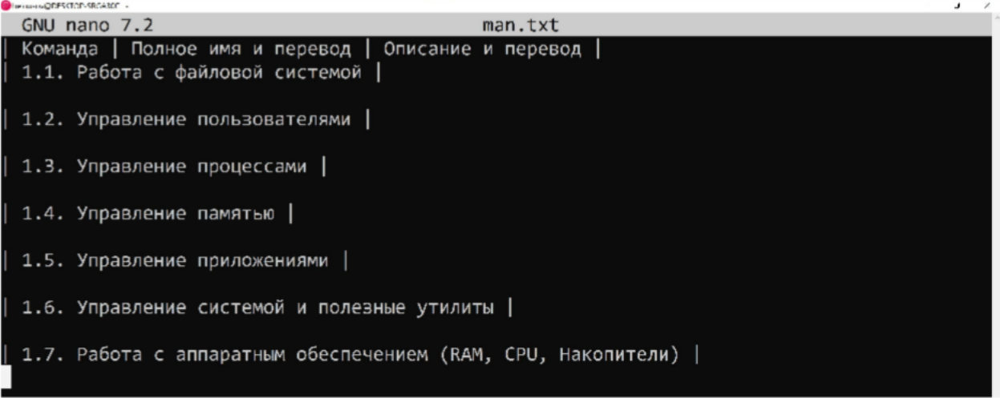 GNU nano 7.2 man.txt
| Команда | Полное имя и перевод | Описание и перевод |
| 1.1. Работа с файловой системой |
| 1.2. Управление пользователями |
| 1.3. Управление процессами |
| 1.4. Управление памятью |
| 1.5. Управление приложениями |
| 1.6. Управление системой и полезные утилиты |
| 1.7. Работа с аппаратным обеспечением (RAM, CPU, Накопители) |